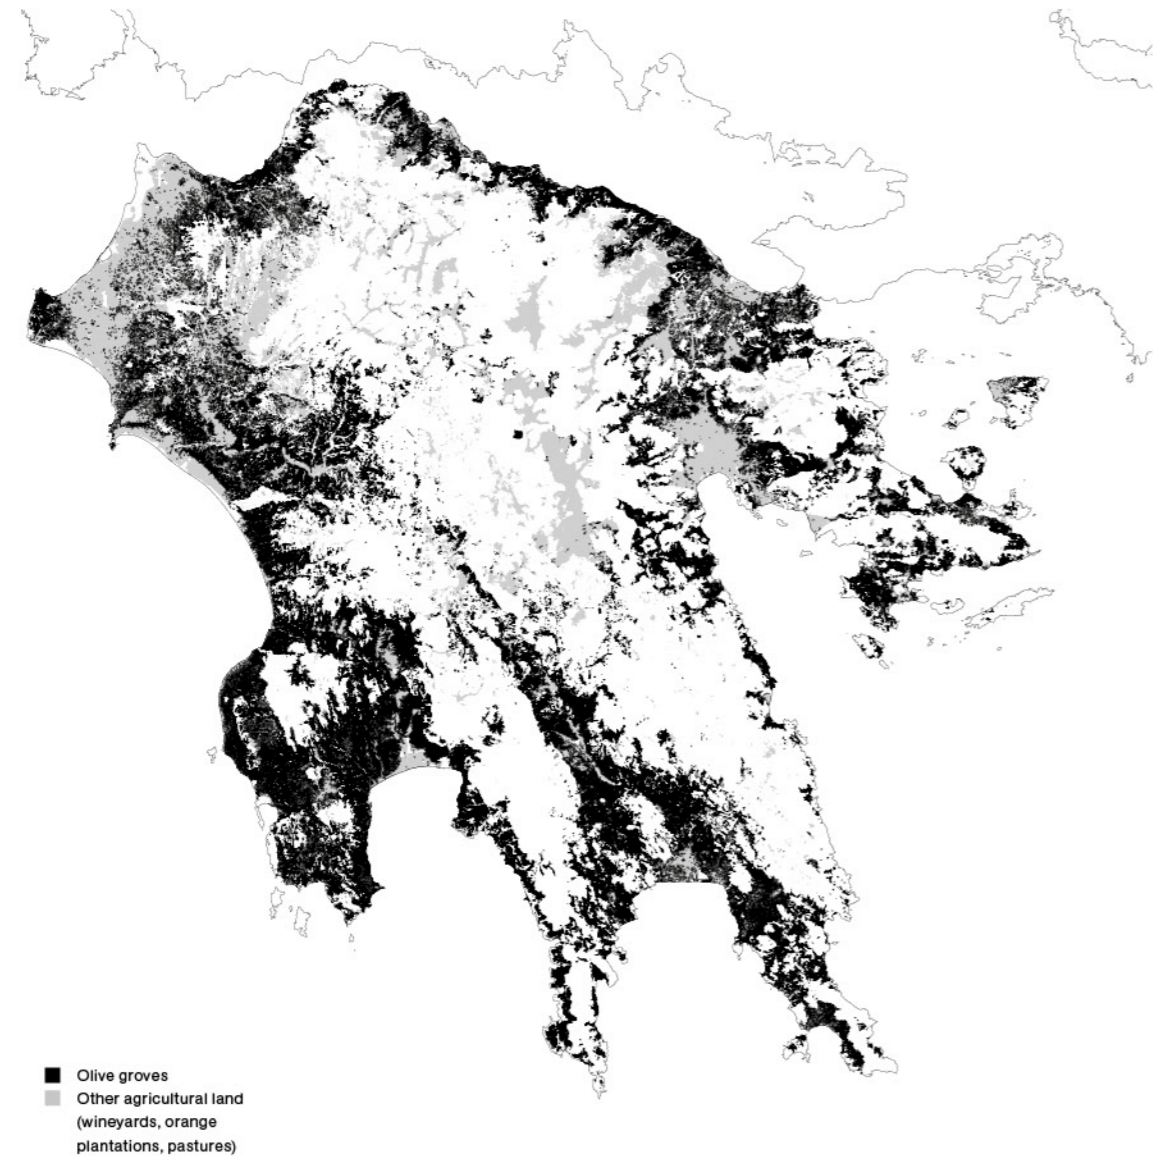 Olive groves
Other agricultural land
(wineyards, orange
plantations, pastures)